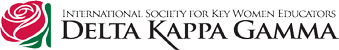 INTERNATIONAL SOCIETY FOR KEY WOMEN EDUCATORS
DELTA KAPPA GAMMA